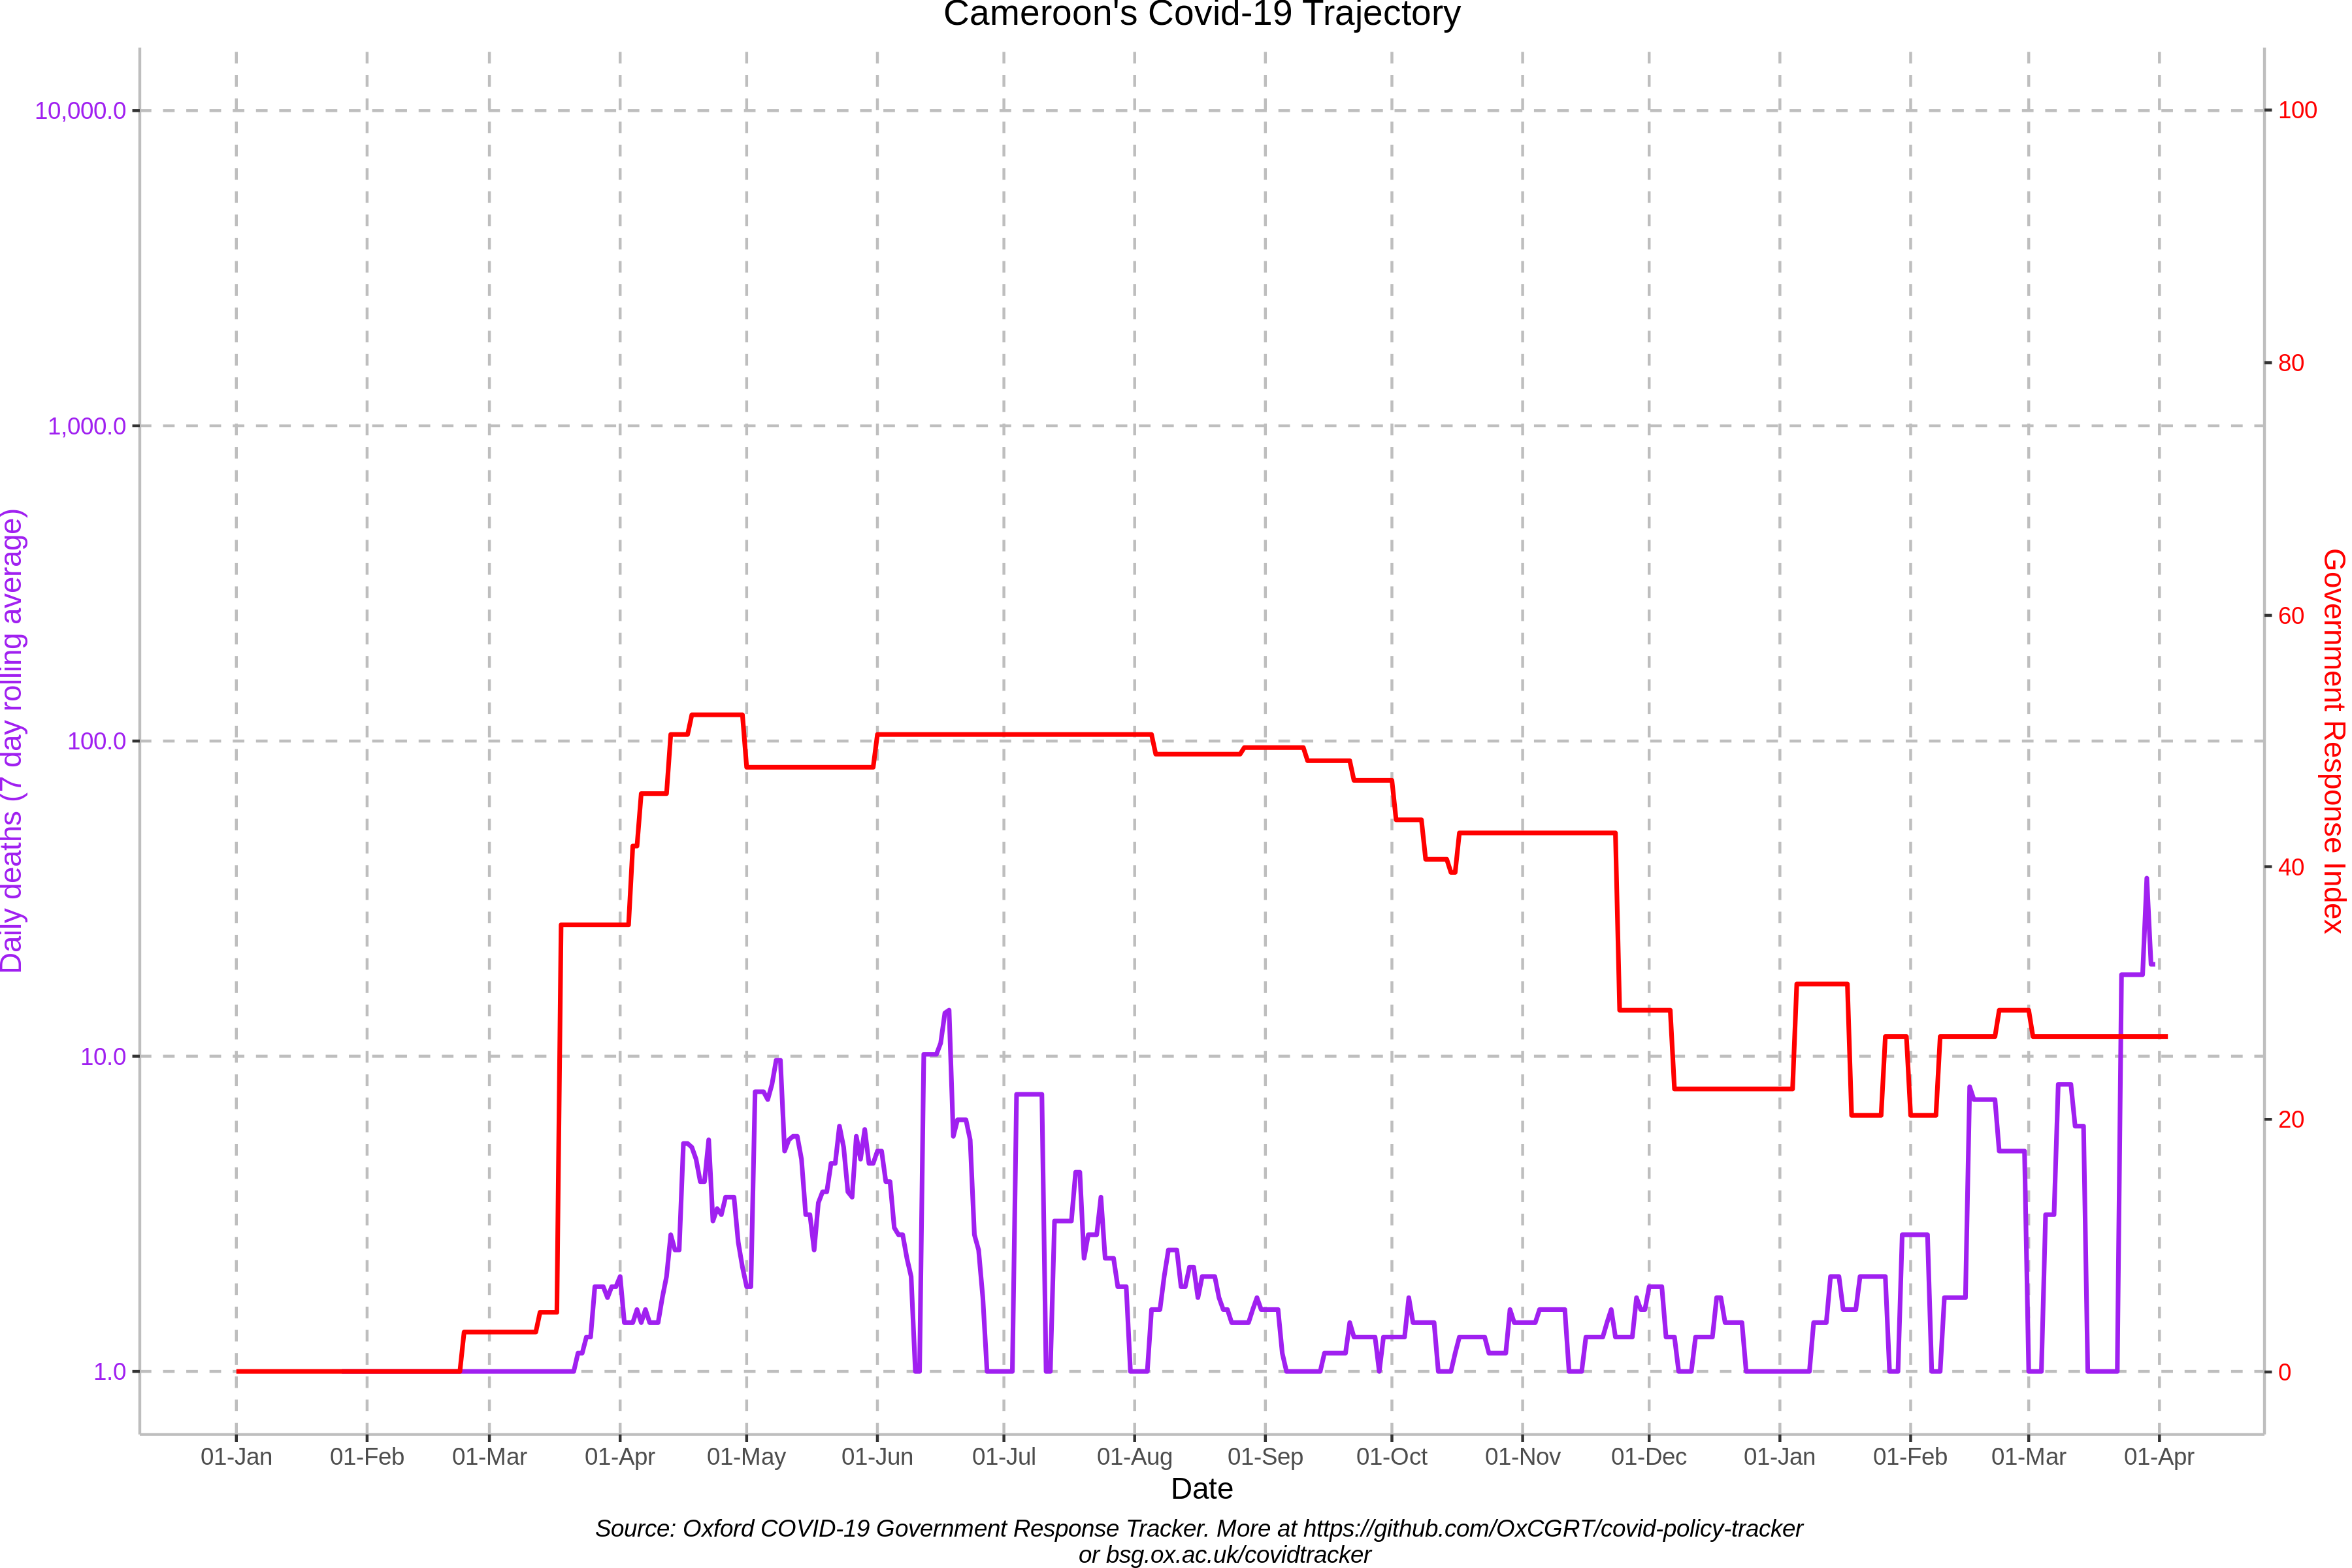 Cameroon's Covid-19 Trajectory
10,000.0
1,000.0
100.0
10.0
1.0
Daily deaths (7 day rolling average)
100
80
60
40
20
0
Government Response Index
01-Jan 01-Feb 01-Mar 01-Apr 01-May 01-Jun 01-Jul 01-Aug 01-Sep 01-Oct 01-Nov 01-Dec 01-Jan 01-Feb 01-Mar 01-Apr
Date
Source: Oxford COVID-19 Government Response Tracker. More at https://github.com/OxCGRT/covid-policy-tracker
or bsg.ox.ac.uk/covidtracker